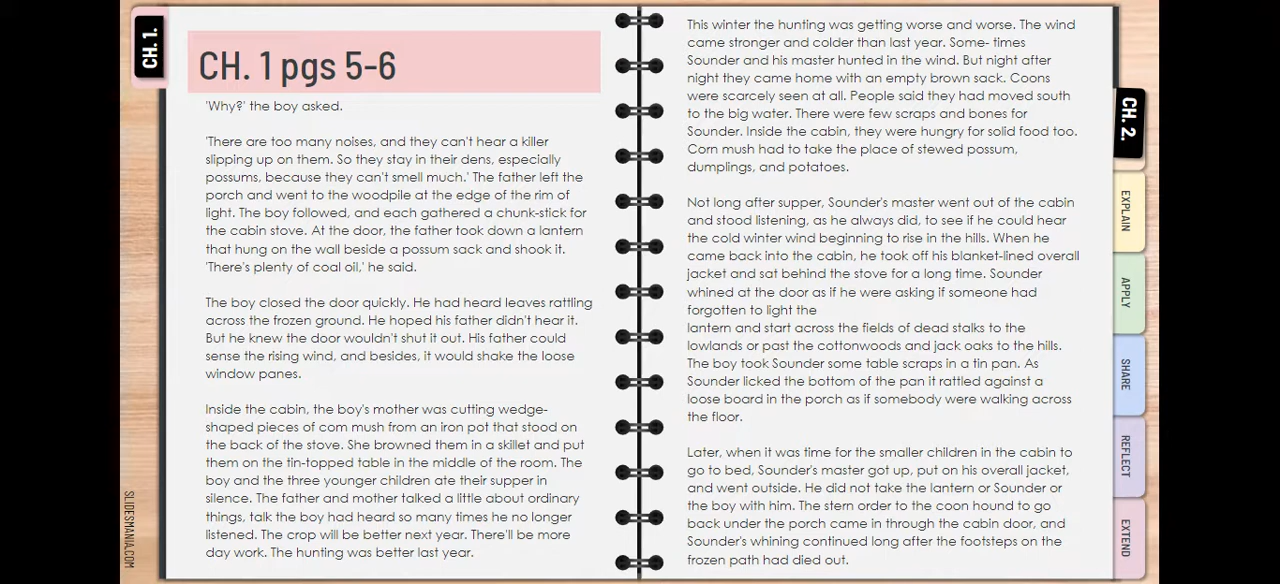 CH. 1.
CH. 1 pgs 5-6
'Why?' the boy asked.
'There are too many noises, and they can't hear a killer
slipping up on them. So they stay in their dens, especially
possums, because they can't smell much.' The father left the
porch and went to the woodpile at the edge of the rim of
light. The boy followed, and each gathered a chunk-stick for
the cabin stove. At the door, the father took down a lantern
that hung on the wall beside a possum sack and shook it.
'There's plenty of coal oil,' he said.
The boy closed the door quickly. He had heard leaves rattling
across the frozen ground. He hoped his father didn't hear it.
But he knew the door wouldn't shut it out. His father could
sense the rising wind, and besides, it would shake the loose
window panes.
Inside the cabin, the boy's mother was cutting wedge-
shaped pieces of corn mush from an iron pot that stood on
the back of the stove. She browned them in a skillet and put
them on the tin-topped table in the middle of the room. The
boy and the three younger children ate their supper in
silence. The father and mother talked a little about ordinary
things, talk the boy had heard so many times he no longer
listened. The crop will be better next year. There'll be more
day work. The hunting was better last year.
This winter the hunting was getting worse and worse. The wind
came stronger and colder than last year. Some- times
Sounder and his master hunted in the wind. But night after
night they came home with an empty brown sack. Coons
were scarcely seen at all. People said they had moved south
to the big water. There were few scraps and bones for
Sounder. Inside the cabin, they were hungry for solid food too.
Corn mush had to take the place of stewed possum,
dumplings, and potatoes.
Not long after supper, Sounder's master went out of the cabin
and stood listening, as he always did, to see if he could hear
the cold winter wind beginning to rise in the hills. When he
came back into the cabin, he took off his blanket-lined overall
jacket and sat behind the stove for a long time. Sounder
whined at the door as if he were asking if someone had
forgotten to light the
lantern and start across the fields of dead stalks to the
lowlands or past the cottonwoods and jack oaks to the hills.
The boy took Sounder some table scraps in a tin pan. As
Sounder licked the bottom of the pan it rattled against a
loose board in the porch as if somebody were walking across
the floor.
Later, when it was time for the smaller children in the cabin to
go to bed, Sounder's master got up, put on his overall jacket,
and went outside. He did not take the lantern or Sounder or
the boy with him. The stern order to the coon hound to go
back under the porch came in through the cabin door, and
Sounder's whining continued long after the footsteps on the
frozen path had died out.
CH. 2.
EXPLAIN
APPLY
SHARE
REFLECT
EXTEND
SLIDESMANIA.COM